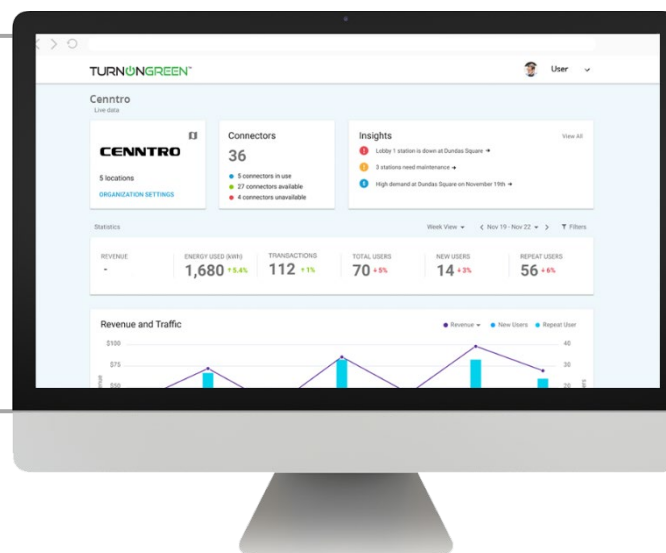 TURNONGREEN™
User
Cenntro
Live data
CENNTRO
5 locations
ORGANIZATION SETTINGS
Connectors
36
5 connectors in use
27 connectors available
4 connectors unavailable
Insights
View All
Lobby 1 station is down at Dundas Square →
3 stations need maintenance →
High demand at Dundas Square on November 19th →
Statistics
Week View
< Nov 19 - Nov 22 >
Filters
REVENUE
-
ENERGY USED (kWh)
1,680 5,4%
TRANSACTIONS
112 1%
TOTAL USERS
70 5%
NEW USERS
14 3%
REPEAT USERS
56 6%
Revenue and Traffic
Revenue
New Users
Repeat User
$100
$75
$50
40
30
20